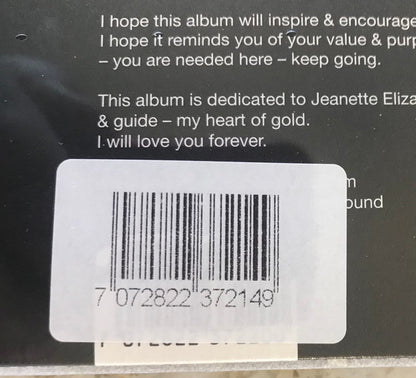 I hope this album will inspire & encourage
I hope it reminds you of your value & pur
– you are needed here – keep going.
This album is dedicated to Jeanette Eliza
& guide – my heart of gold.
I will love you forever.
m
ound
7 072822 372149